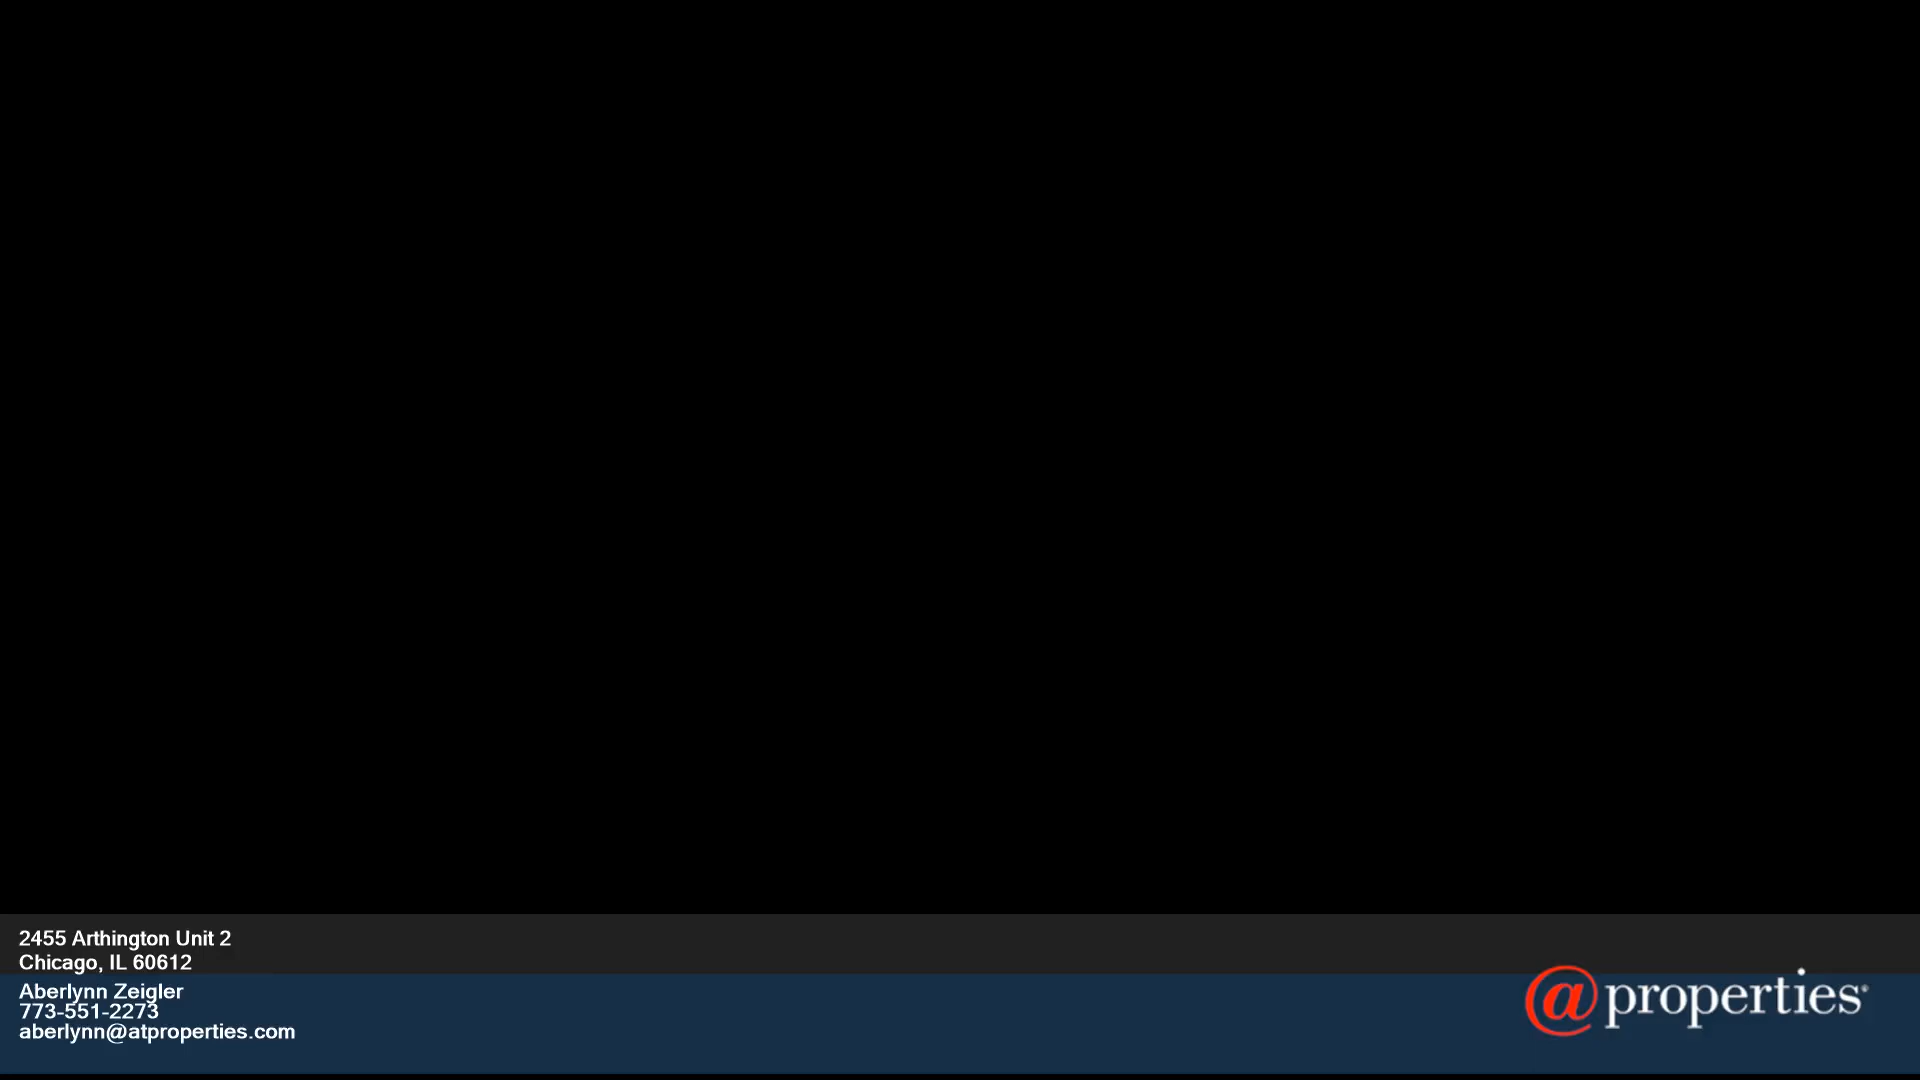 2455 Arthington Unit 2
Chicago, IL 60612
Aberlynn Zeigler
773-551-2273
aberlynn@atproperties.com
@properties®